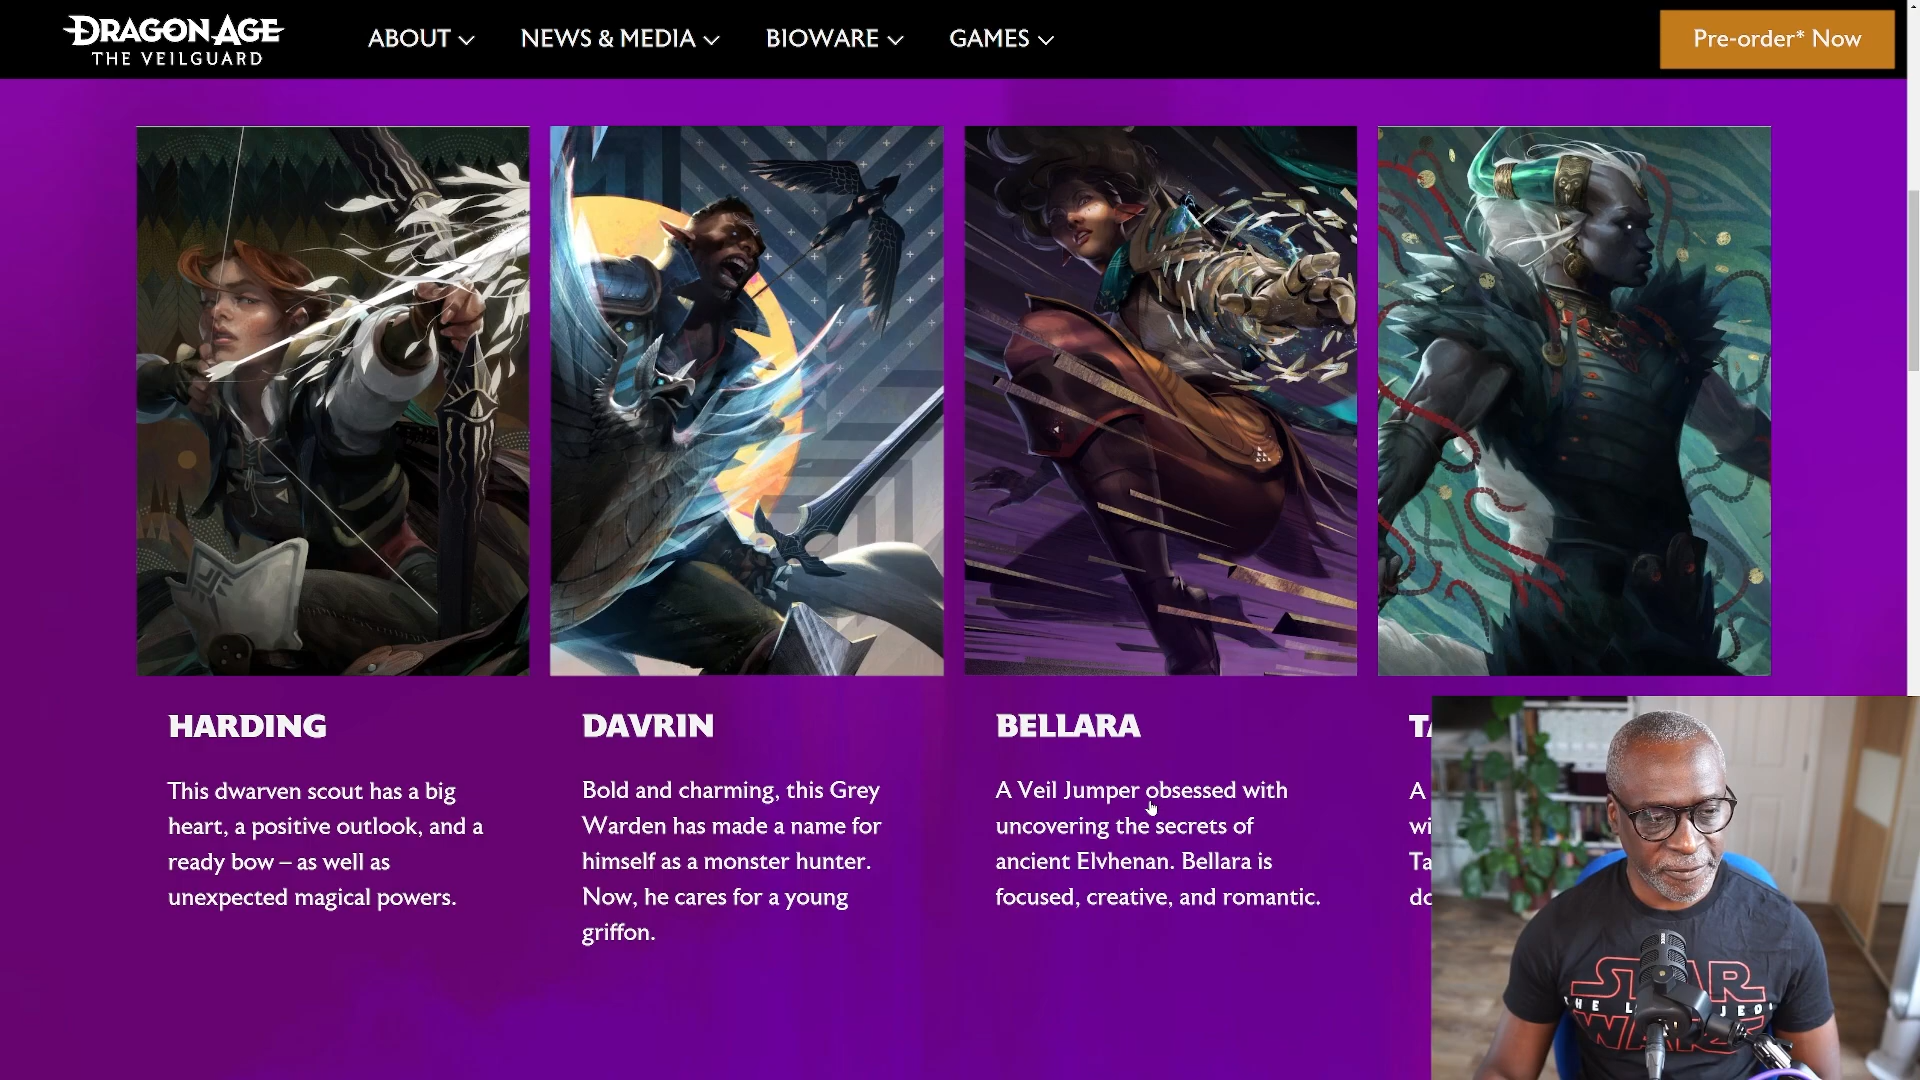 DRAGON AGE
THE VEILGUARD
ABOUT
NEWS & MEDIA
BIOWARE
GAMES
Pre-order* Now
HARDING
This dwarven scout has a big
heart, a positive outlook, and a
ready bow – as well as
unexpected magical powers.
DAVRIN
Bold and charming, this Grey
Warden has made a name for
himself as a monster hunter.
Now, he cares for a young
griffon.
BELLARA
A Veil Jumper obsessed with
uncovering the secrets of
ancient Elvhenan. Bellara is
focused, creative, and romantic.
A
STAR
WARS